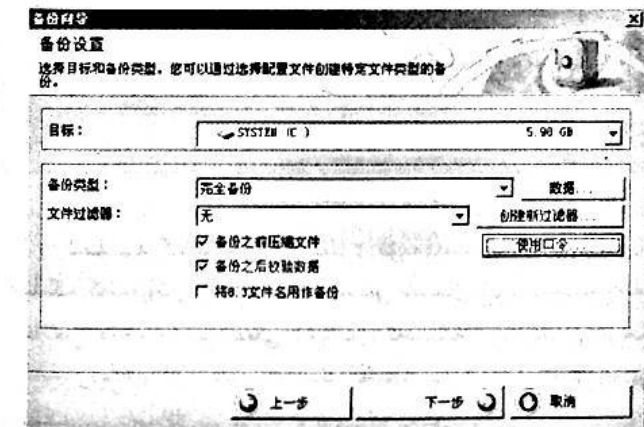 备份向导
备份设置
选择目标和备份类型。您可以通过选择配置文件创建特定文件类型的备
份。
目标：
SYSTEM (C ) 5.90 GB
备份类型： 完全备份 数据...
文件过滤器： 无 创建新过滤器...
备份之前压缩文件 使用口令...
备份之后校验数据
将8.3文件名用作备份
上一步 下一步 取消